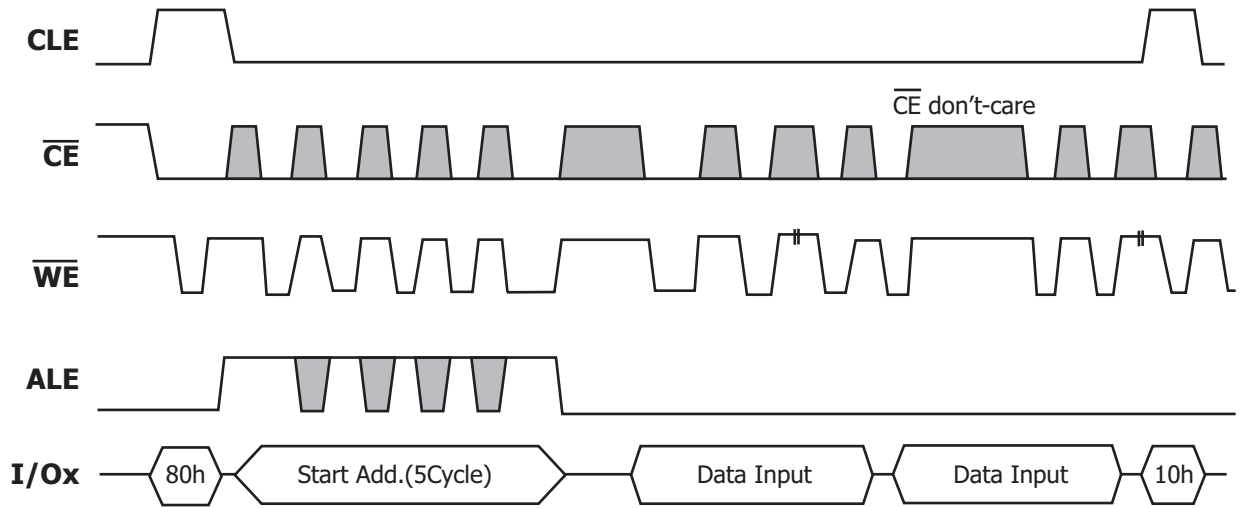 CLE
CE don't-care
CE
WE
ALE
I/Ox
80h
Start Add.(5Cycle)
Data Input
Data Input
10h